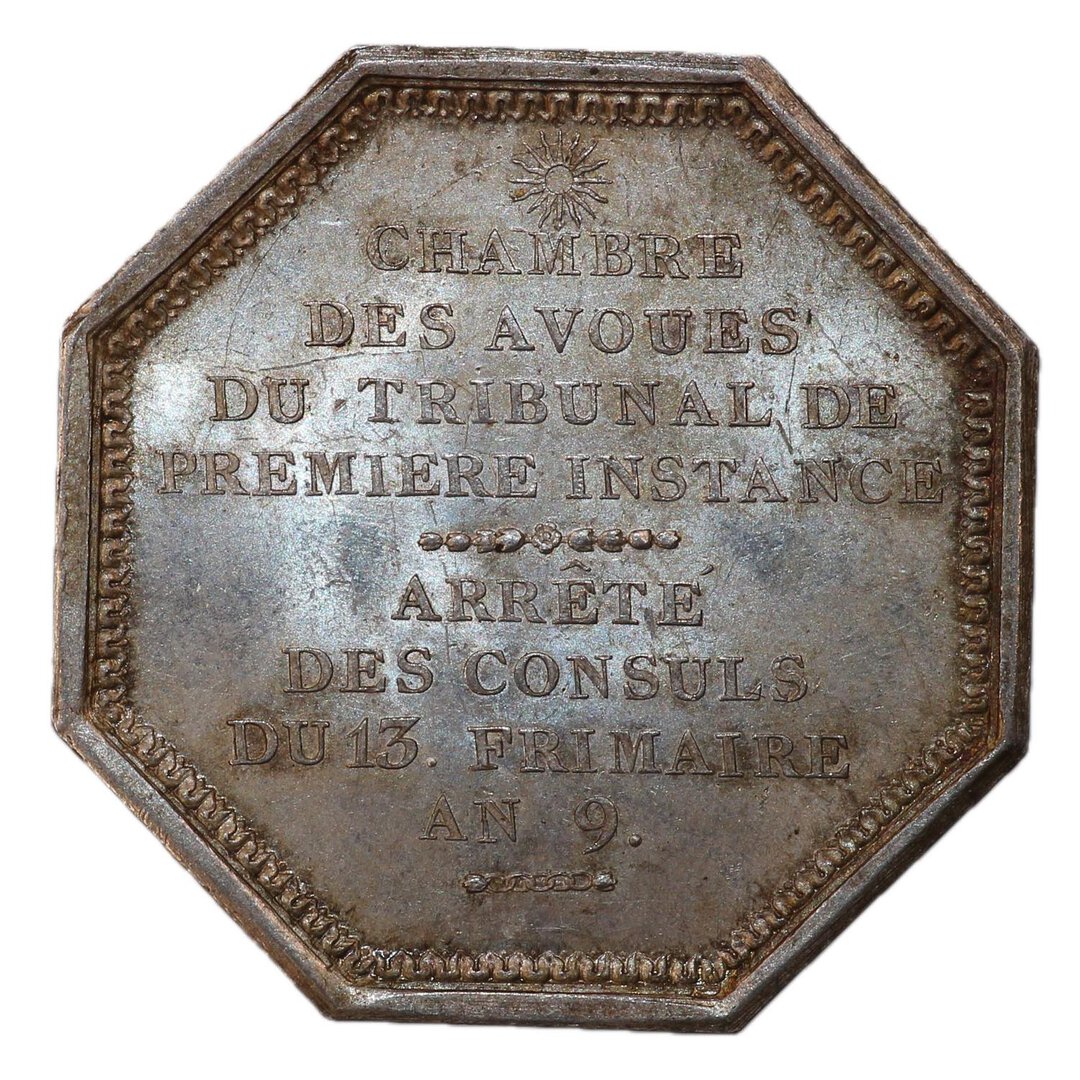 CHAMBRE
DES AVOUES
DU TRIBUNAL DE
PREMIERE INSTANCE
ARRÊTÉ
DES CONSULS
DU 13. FRIMAIRE
AN 9.